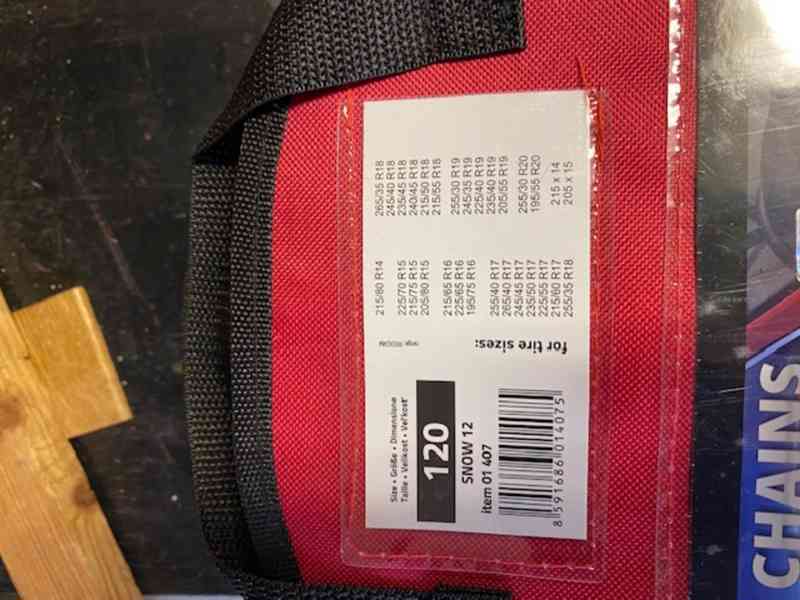 Size • Größe • Dimensione
Taille • Velikost • Veľkosť
120
SNOW 12
item 01 407
8 591686 014075
for tire sizes:
215/80 R14
225/70 R15
215/75 R15
205/80 R15
215/65 R16
225/65 R16
195/75 R16
255/40 R17
265/40 R17
245/45 R17
235/50 R17
225/55 R17
215/60 R17
255/35 R18
265/35 R18
245/40 R18
235/45 R18
240/45 R18
215/50 R18
215/55 R18
255/30 R19
245/35 R19
225/40 R19
235/40 R19
205/55 R19
255/30 R20
195/55 R20
215 x 14
205 x 15
CHAINS